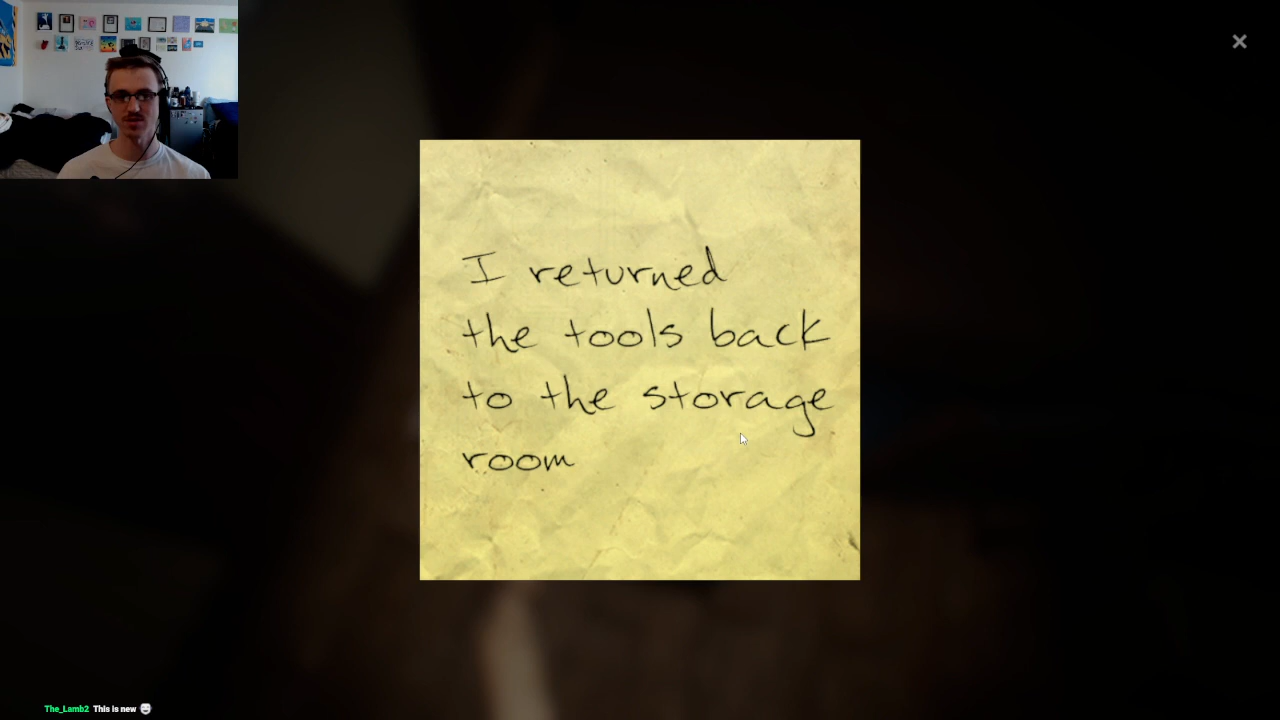 I returned
the tools back
to the storage
room
The_Lamb2 This is new